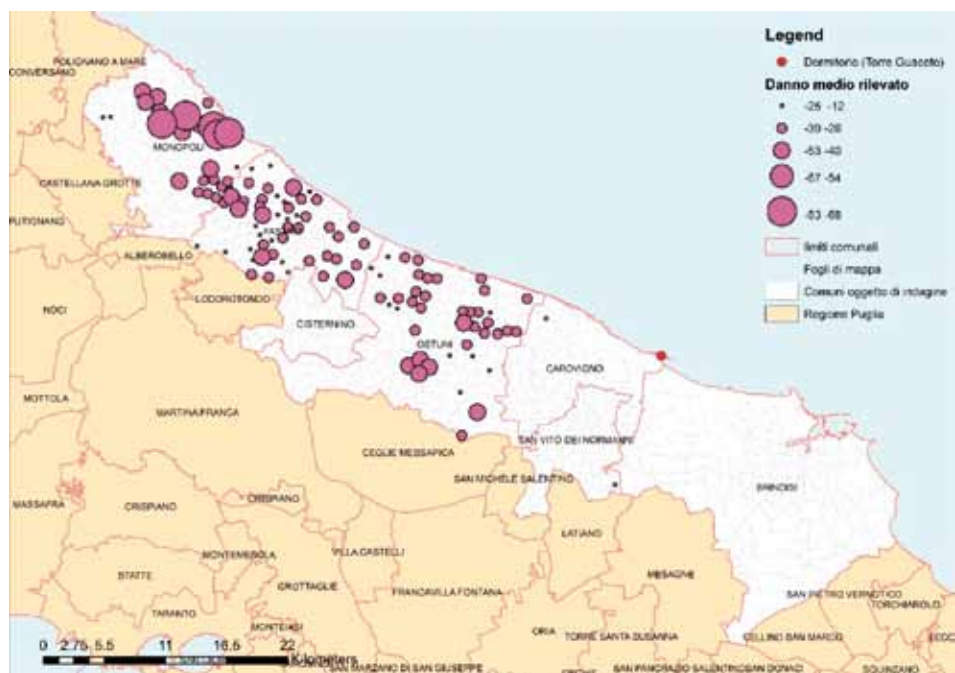 POLIGNANO A MARE
CONVERSANO
MONOPOLI
CASTELLANA GROTTE
PUTIGNANO
ALBEROBELLO
LOCOROTONDO
NOCI
CISTERNINO
OSTUNI
CAROVIGNO
MOTTOLA
MARTINA FRANCA
CEGLIE MESSAPICA
SAN VITO DEI NORMANNI
SAN MICHELE SALENTINO
BRINDISI
MASSAFRA
CRISPIANO
CRISPIANO
LATIANO
MONTEMESOLA
VILLA CASTELLI
STATTE
GROTTAGLIE
FRANCAVILLA FONTANA
MESAGNE
SAN PIETRO VERNOTICO
TORCHIAROLO
TARANTO
MONTEIASI
ORIA
TORRE SANTA SUSANNA
CELLINO SAN MARCO
SAN MARZANO DI SAN GIUSEPPE
SAN PANCRAZIO SALENTINO
SAN DONACI
SQUINZANO
0 2.75 5.5 11 16.5 22
Kilometers
Legend
Dormitorio (Torre Guaceto)
Danno medio rilevato
-26 -12
-39 -28
-53 -40
-67 -54
-83 -68
limiti comunali
Fogli di mappa
Comuni oggetto di indagine
Regione Puglia